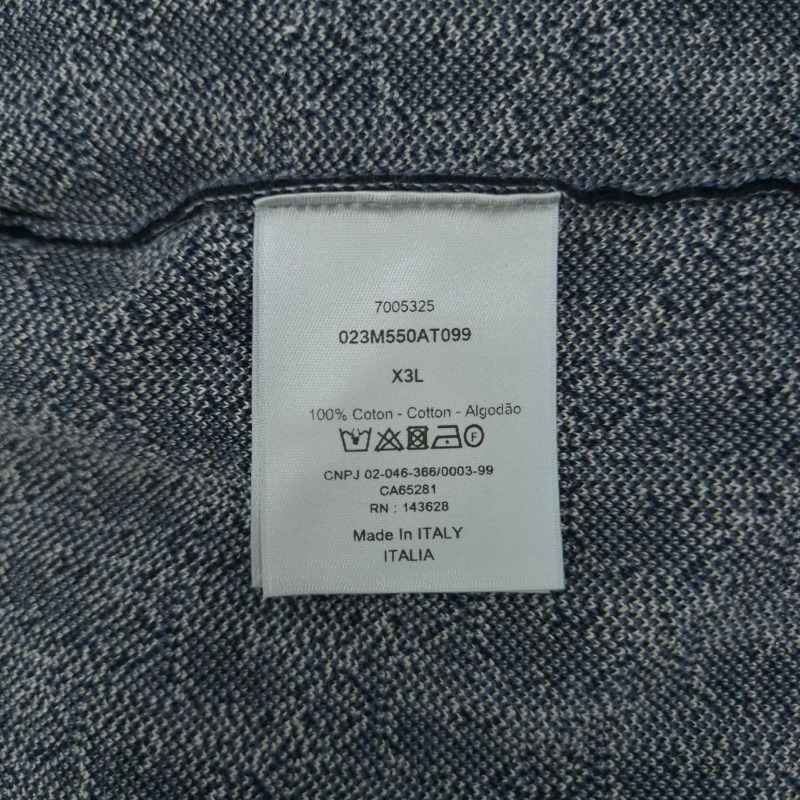 7005325
023M550AT099
X3L
100% Coton - Cotton - Algodão
F
CNPJ 02-046-366/0003-99
CA65281
RN : 143628
Made In ITALY
ITALIA